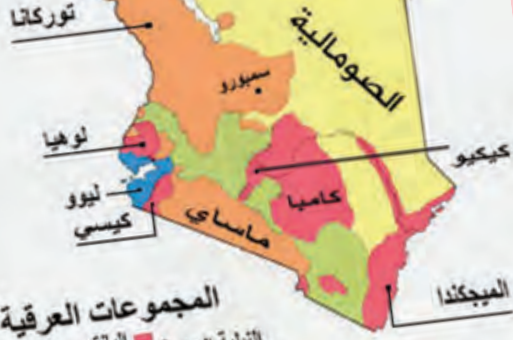 توركانا
الصومالية
سمبورو
لوهيا
كيكيو
ليوو
كامبا
كيسي
ماساي
الميجكندا
المجموعات العرقية